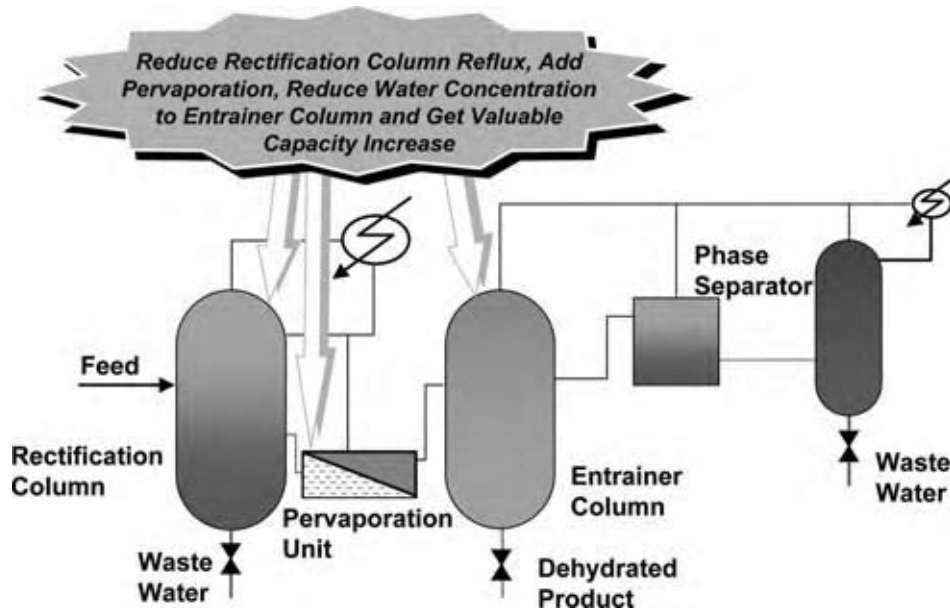 Reduce Rectification Column Reflux, Add
Pervaporation, Reduce Water Concentration
to Entrainer Column and Get Valuable
Capacity Increase
Phase
Separator
Feed
Rectification
Column
Pervaporation
Unit
Entrainer
Column
Waste
Water
Waste
Water
Dehydrated
Product